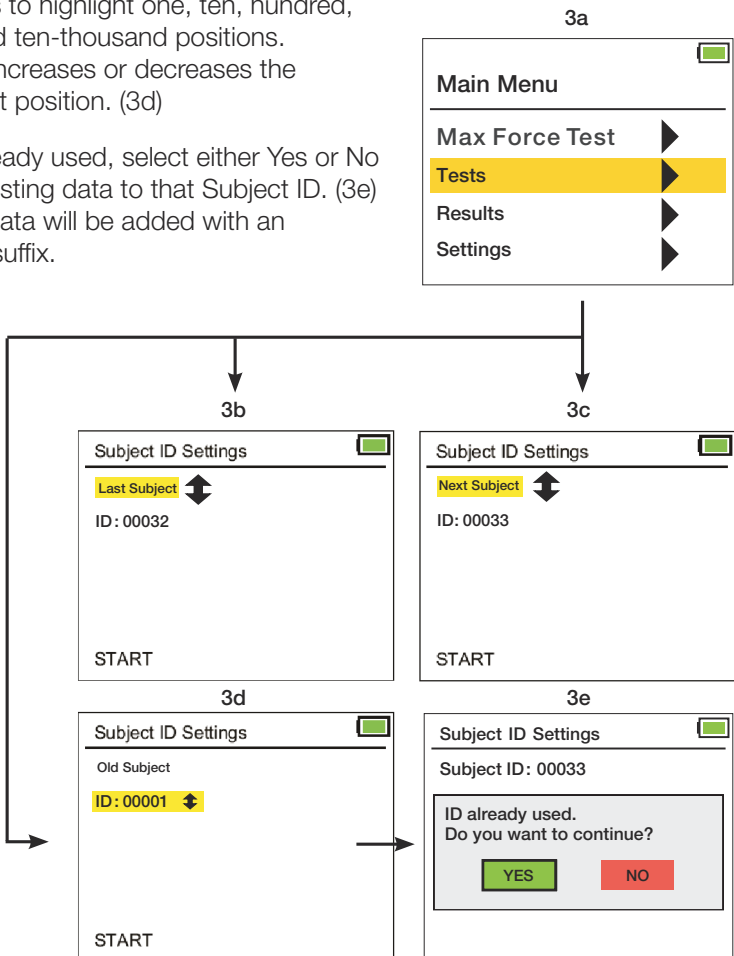 s to highlight one, ten, hundred,
d ten-thousand positions.
ncreases or decreases the
t position. (3d)
eady used, select either Yes or No
sting data to that Subject ID. (3e)
ata will be added with an
suffix.
3a
Main Menu
Max Force Test
Tests
Results
Settings
3b
Subject ID Settings
Last Subject
ID: 00032
START
3c
Subject ID Settings
Next Subject
ID: 00033
START
3d
Subject ID Settings
Old Subject
ID: 00001
START
3e
Subject ID Settings
Subject ID: 00033
ID already used.
Do you want to continue?
YES
NO